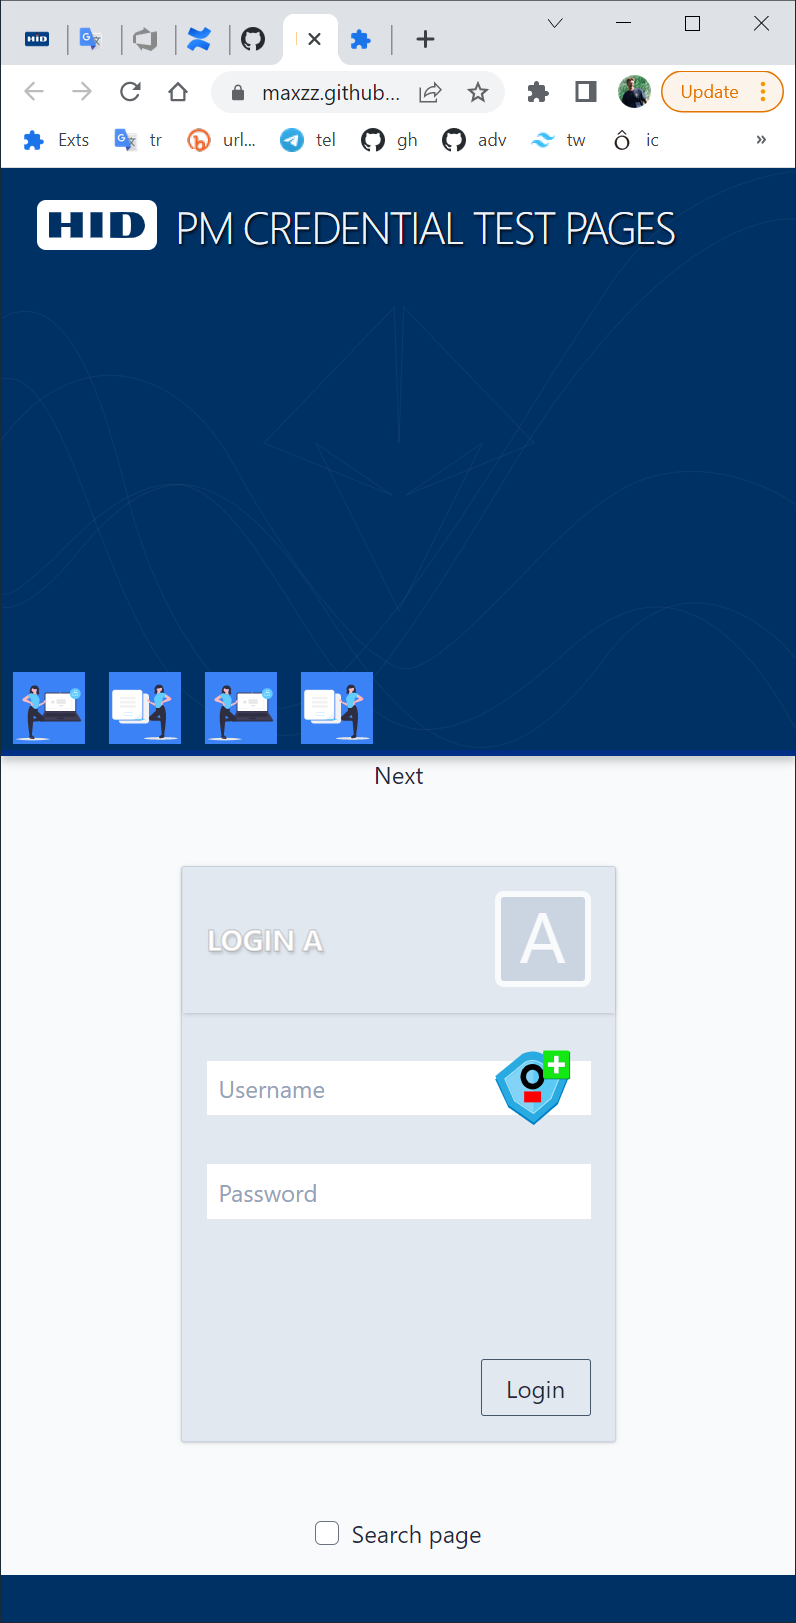 HID
maxzz.github...
Update
Exts tr url... tel gh adv tw ic »
HID PM CREDENTIAL TEST PAGES
Next
LOGIN A
A
Username
Password
Login
Search page